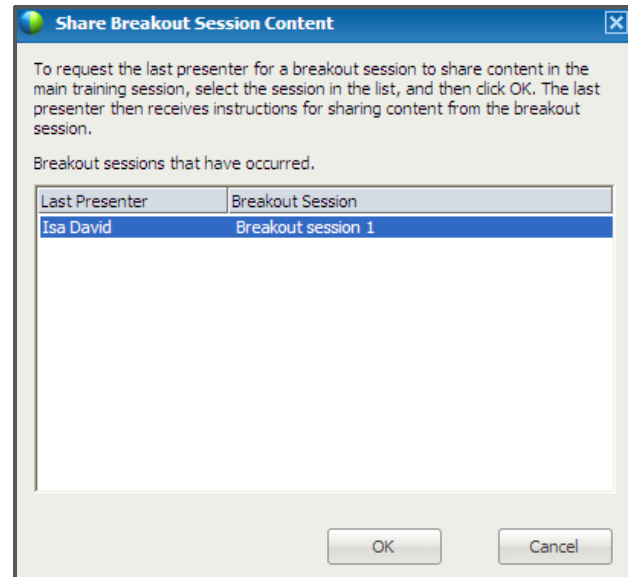 Share Breakout Session Content
To request the last presenter for a breakout session to share content in the
main training session, select the session in the list, and then click OK. The last
presenter then receives instructions for sharing content from the breakout
session.
Breakout sessions that have occurred.
Last Presenter Breakout Session
Isa David Breakout session 1
OK Cancel